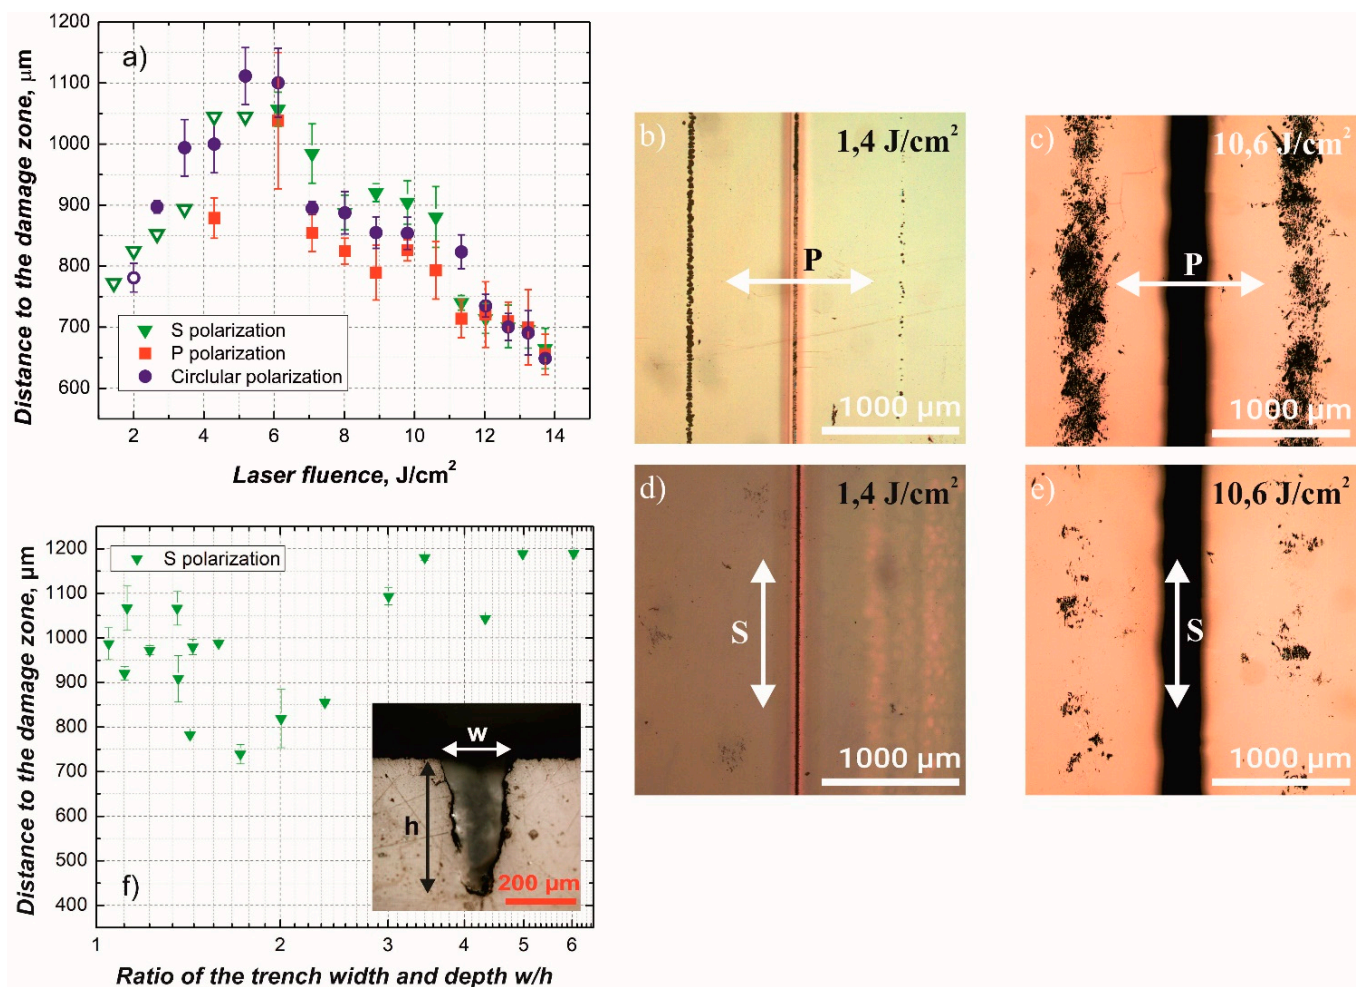 1200
1100
1000
900
800
700
600
Distance to the damage zone, µm
a)
S polarization
P polarization
Circlular polarization
2 4 6 8 10 12 14
Laser fluence, J/cm²
b)
1,4 J/cm²
P
1000 µm
c)
10,6 J/cm²
P
1000 µm
d)
1,4 J/cm²
S
1000 µm
e)
10,6 J/cm²
S
1000 µm
1200
1100
1000
900
800
700
600
500
400
Distance to the damage zone, µm
S polarization
f)
w
h
200 µm
1 2 3 4 5 6
Ratio of the trench width and depth w/h